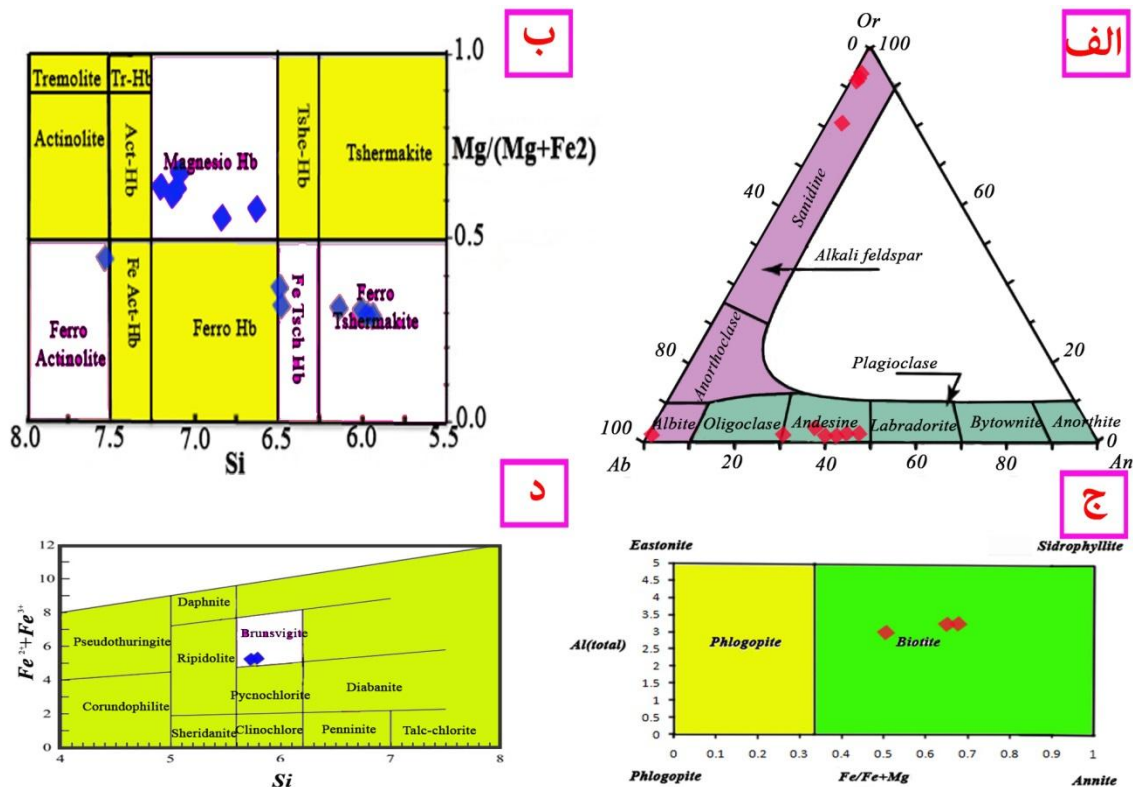 ب
1.0
Tremolite
Tr-Hb
Actinolite
Act-Hb
Magnesio Hb
Tshe-Hb
Tshermakite
Mg/(Mg+Fe2)
0.5
Ferro
Actinolite
Fe Act-Hb
Ferro Hb
Fe Tsch Hb
Ferro
Tshermakite
0.0
8.0 7.5 7.0 6.5 6.0 5.5
Si
الف
Or
0 100
40
60
Sanidine
Alkali feldspar
80
20
Anorthoclase
Plagioclase
100
Albite
Oligoclase
Andesine
Labradorite
Bytownite
Anorthite
0
Ab 20 40 60 80 An
د
12
10
8
6
4
2
0
Fe 2+ +Fe 3+
Daphnite
Brunsvigite
Pseudothuringite
Ripidolite
Pycnochlorite
Diabanite
Corundophilite
Sheridanite
Clinochlore
Penninite
Talc-chlorite
4 5 6 7 8
Si
ج
Eastonite
Sidrophyllite
5
4.5
4
3.5
3
2.5
2
1.5
1
0.5
0
Al(total)
Phlogopite
Biotite
0 0.1 0.2 0.3 0.4 0.5 0.6 0.7 0.8 0.9 1
Phlogopite
Fe/Fe+Mg
Annite